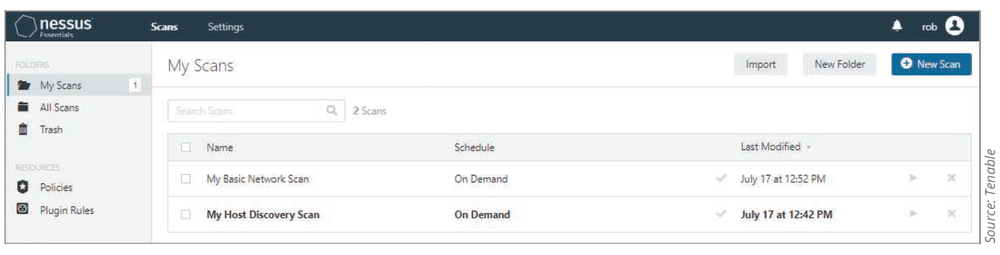 nessus
Essentials
Scans Settings
rob
FOLDERS
My Scans 1
All Scans
Trash
RESOURCES
Policies
Plugin Rules
My Scans
Import New Folder New Scan
Search Scans 2 Scans
Name Schedule Last Modified
My Basic Network Scan On Demand July 17 at 12:52 PM
My Host Discovery Scan On Demand July 17 at 12:42 PM
Source: Tenable